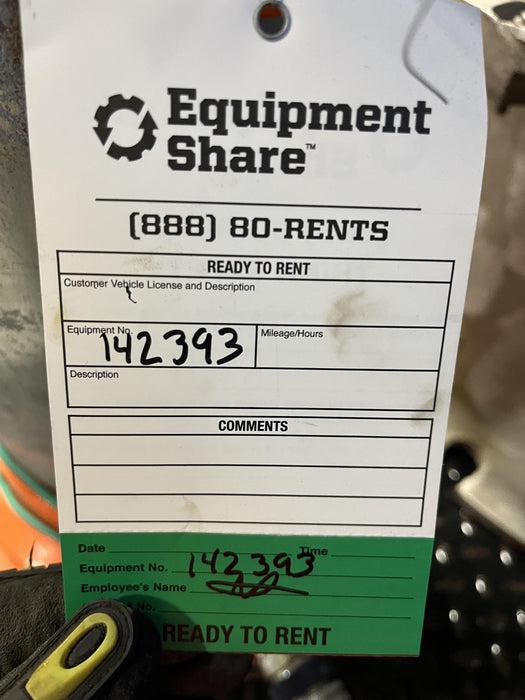 Equipment
Share™
(888) 80-RENTS
READY TO RENT
Customer Vehicle License and Description
Equipment No. 142393 Mileage/Hours
Description
COMMENTS
Date Time
Equipment No. 142393
Employee's Name
No.
READY TO RENT